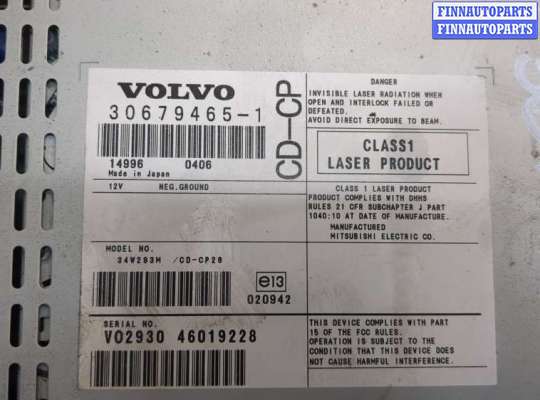 FINNAUTOPARTS
FINNAUTOPARTS.BY
VOLVO
30679465-1
14996 0406
Made in Japan
12V NEG.GROUND
CD-CP
MODEL NO.
34W293M /CD-CP28
e13
020942
SERIAL NO.
VO2930 46019228
DANGER
INVISIBLE LASER RADIATION WHEN
OPEN AND INTERLOCK FAILED OR
DEFEATED.
AVOID DIRECT EXPOSURE TO BEAM.
CLASS1
LASER PRODUCT
CLASS 1 LASER PRODUCT
PRODUCT COMPLIES WITH DHHS
RULES 21 CFR SUBCHAPTER J PART
1040:10 AT DATE OF MANUFACTURE.
MANUFACTURED
MITSUBISHI ELECTRIC CO.
THIS DEVICE COMPLIES WITH PART
15 OF THE FCC RULES.
OPERATION IS SUBJECT TO THE
CONDITION THAT THIS DEVICE DOES
NOT CAUSE HARMFUL INTERFERENCE.